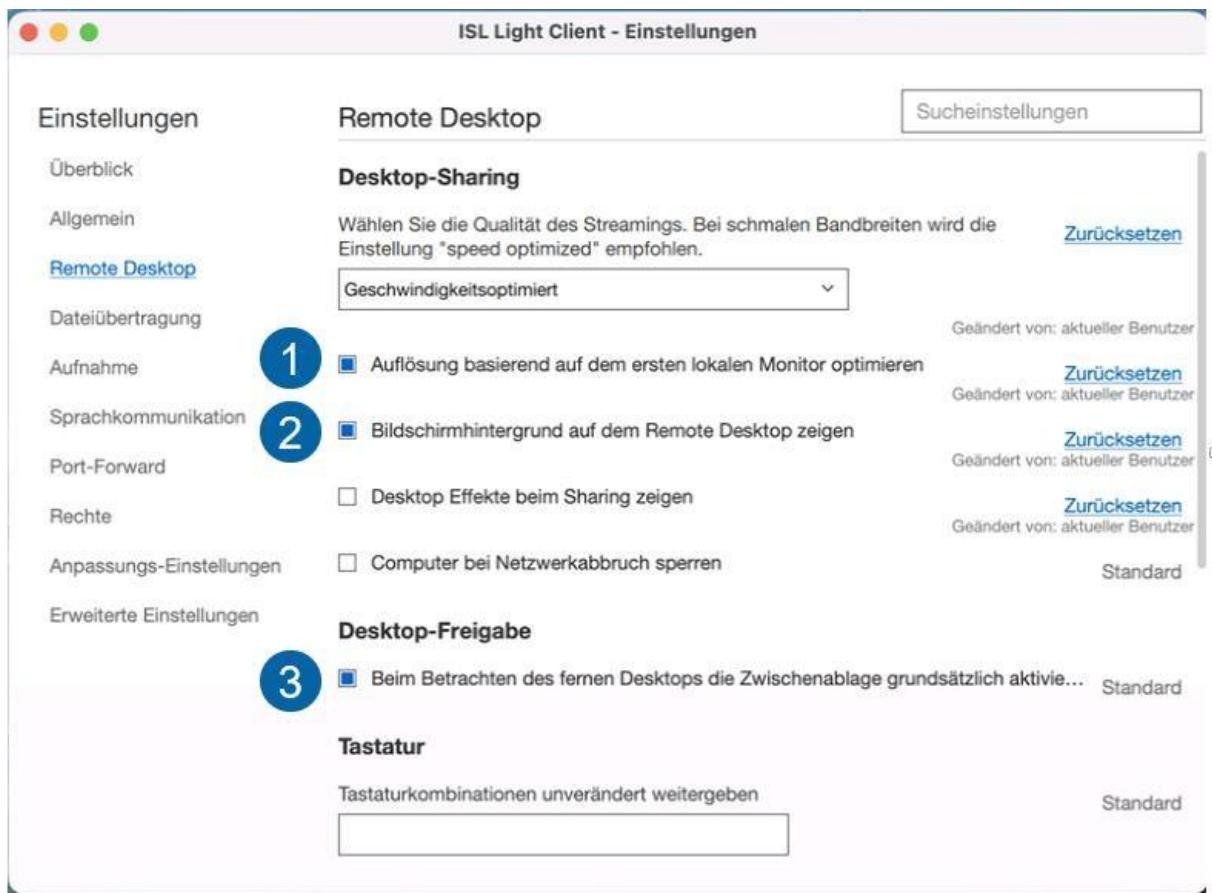 ISL Light Client - Einstellungen
Einstellungen
Überblick
Allgemein
Remote Desktop
Dateiübertragung
Aufnahme
Sprachkommunikation
Port-Forward
Rechte
Anpassungs-Einstellungen
Erweiterte Einstellungen
Remote Desktop
Sucheinstellungen
Desktop-Sharing
Wählen Sie die Qualität des Streamings. Bei schmalen Bandbreiten wird die
Einstellung "speed optimized" empfohlen.
Zurücksetzen
Geschwindigkeitsoptimiert
Geändert von: aktueller Benutzer
1 Auflösung basierend auf dem ersten lokalen Monitor optimieren
Zurücksetzen
Geändert von: aktueller Benutzer
2 Bildschirmhintergrund auf dem Remote Desktop zeigen
Zurücksetzen
Geändert von: aktueller Benutzer
Desktop Effekte beim Sharing zeigen
Zurücksetzen
Geändert von: aktueller Benutzer
Computer bei Netzwerkabbruch sperren
Standard
Desktop-Freigabe
3 Beim Betrachten des fernen Desktops die Zwischenablage grundsätzlich aktivie...
Standard
Tastatur
Tastaturkombinationen unverändert weitergeben
Standard